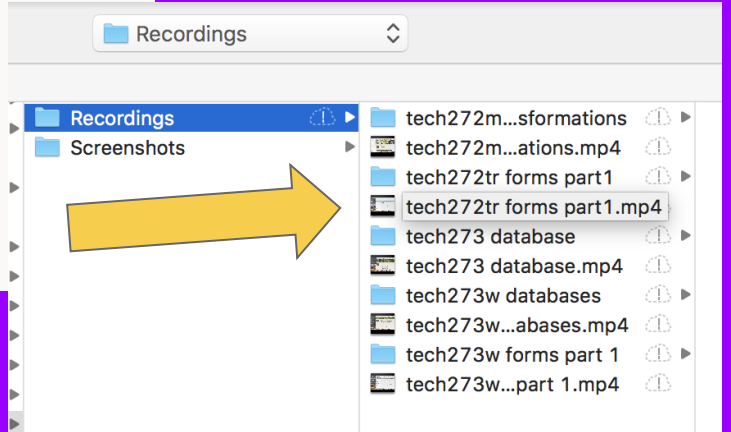 Recordings
Recordings
Screenshots
tech272m...sformations
tech272m...ations.mp4
tech272tr forms part1
tech272tr forms part1.mp4
tech273 database
tech273 database.mp4
tech273w databases
tech273w...abases.mp4
tech273w forms part 1
tech273w...part 1.mp4